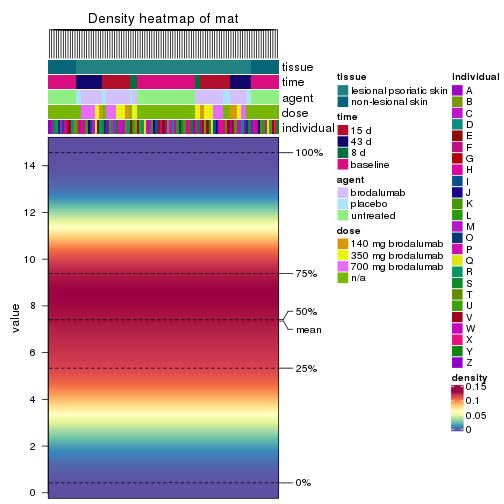 Density heatmap of mat
tissue
time
agent
dose
individual
value
14
12
10
8
6
4
2
0
100%
75%
50%
mean
25%
0%
tissue
lesional psoriatic skin
non-lesional skin
time
15 d
43 d
8 d
baseline
agent
brodalumab
placebo
untreated
dose
140 mg brodalumab
350 mg brodalumab
700 mg brodalumab
n/a
individual
A
B
C
D
E
F
G
H
I
J
K
L
M
O
P
Q
R
S
T
U
V
W
X
Y
Z
density
0.15
0.1
0.05
0